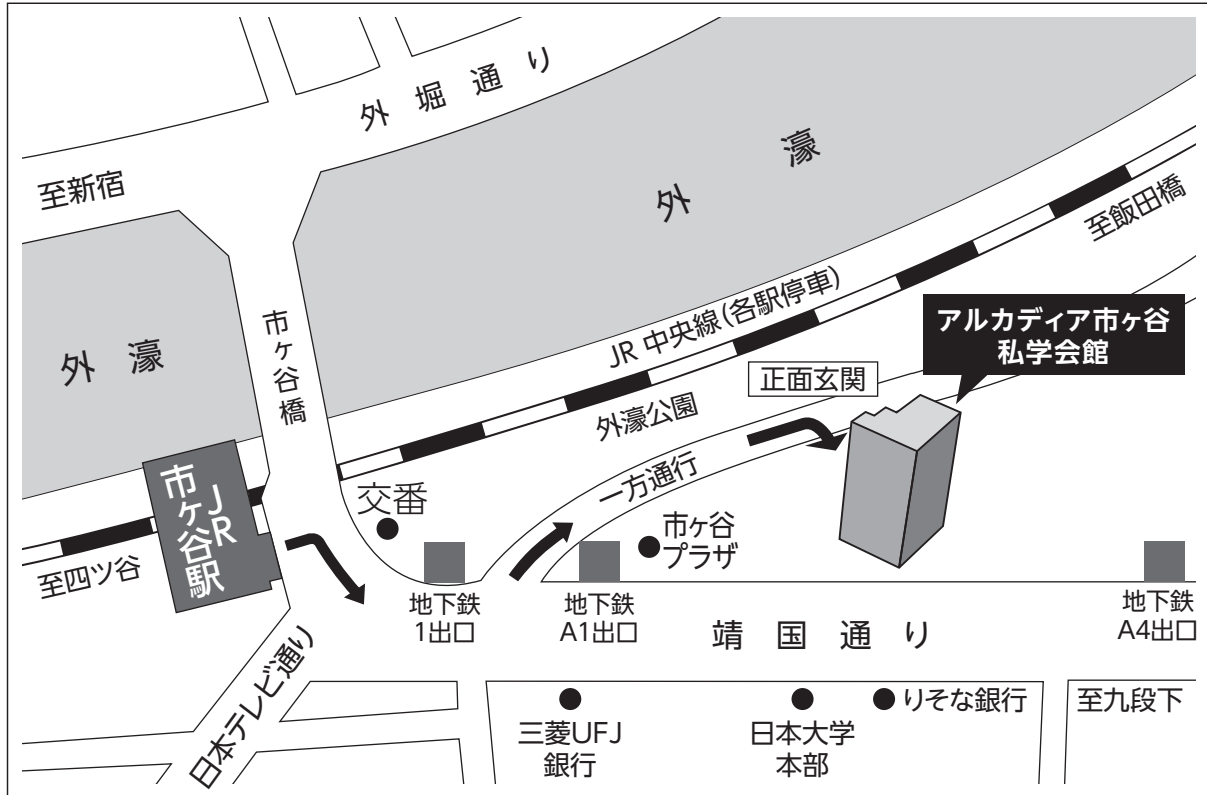 外堀通り
至新宿
外濠
外濠
市ヶ谷橋
至飯田橋
JR 中央線(各駅停車)
アルカディア市ヶ谷
私学会館
正面玄関
外濠公園
一方通行
JR
市ヶ谷駅
交番
市ヶ谷
プラザ
至四ツ谷
地下鉄
1出口
地下鉄
A1出口
地下鉄
A4出口
靖国通り
日本テレビ通り
三菱UFJ
銀行
日本大学
本部
りそな銀行
至九段下